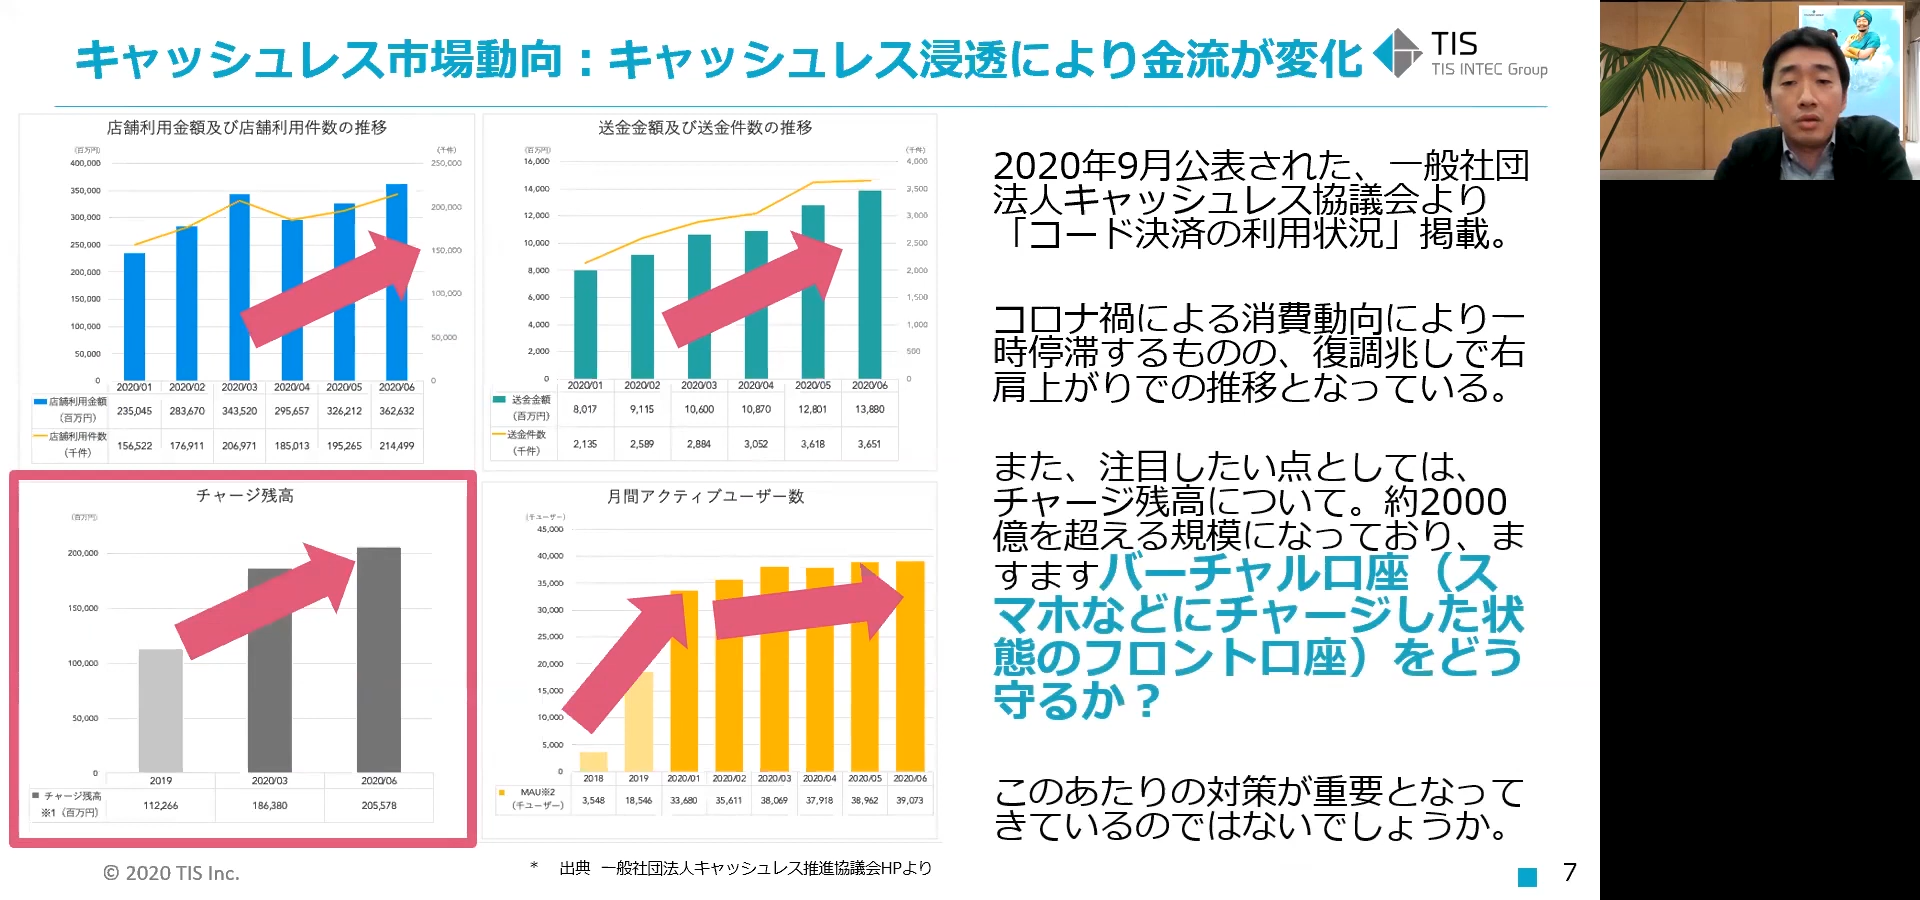 キャッシュレス市場動向：キャッシュレス浸透により金流が変化
TIS
TIS INTEC Group
店舗利用金額及び店舗利用件数の推移
(百万円) (千件)
400,000 250,000
350,000
300,000 200,000
250,000 150,000
200,000
150,000 100,000
100,000 50,000
50,000
0 0
2020/01 2020/02 2020/03 2020/04 2020/05 2020/06
店舗利用金額
(百万円)
235,045 283,670 343,520 295,657 326,212 362,632
店舗利用件数
(千件)
156,522 176,911 206,971 185,013 195,265 214,499
送金金額及び送金件数の推移
(百万円) (千件)
16,000 4,000
14,000 3,500
12,000 3,000
10,000 2,500
8,000 2,000
6,000 1,500
4,000 1,000
2,000 500
0 0
2020/01 2020/02 2020/03 2020/04 2020/05 2020/06
送金金額
(百万円)
8,017 9,115 10,600 10,870 12,801 13,880
送金件数
(千件)
2,135 2,589 2,884 3,052 3,618 3,651
チャージ残高
(百万円)
200,000
150,000
100,000
50,000
0
2019 2020/03 2020/06
チャージ残高
※1（百万円）
112,266 186,380 205,578
月間アクティブユーザー数
(千ユーザー)
45,000
40,000
35,000
30,000
25,000
20,000
15,000
10,000
5,000
0
2018 2019 2020/01 2020/02 2020/03 2020/04 2020/05 2020/06
MAU※2
(千ユーザー)
3,548 18,546 33,680 35,611 38,069 37,918 38,962 39,073
2020年9月公表された、一般社団
法人キャッシュレス協議会より
「コード決済の利用状況」掲載。
コロナ禍による消費動向により一
時停滞するものの、復調兆しで右
肩上がりでの推移となっている。
また、注目したい点としては、
チャージ残高について。約2000
億を超える規模になっており、ま
すますバーチャル口座（ス
マホなどにチャージした状
態のフロント口座）をどう
守るか？
このあたりの対策が重要となって
きているのではないでしょうか。
© 2020 TIS Inc.
* 出典 一般社団法人キャッシュレス推進協議会HPより
7